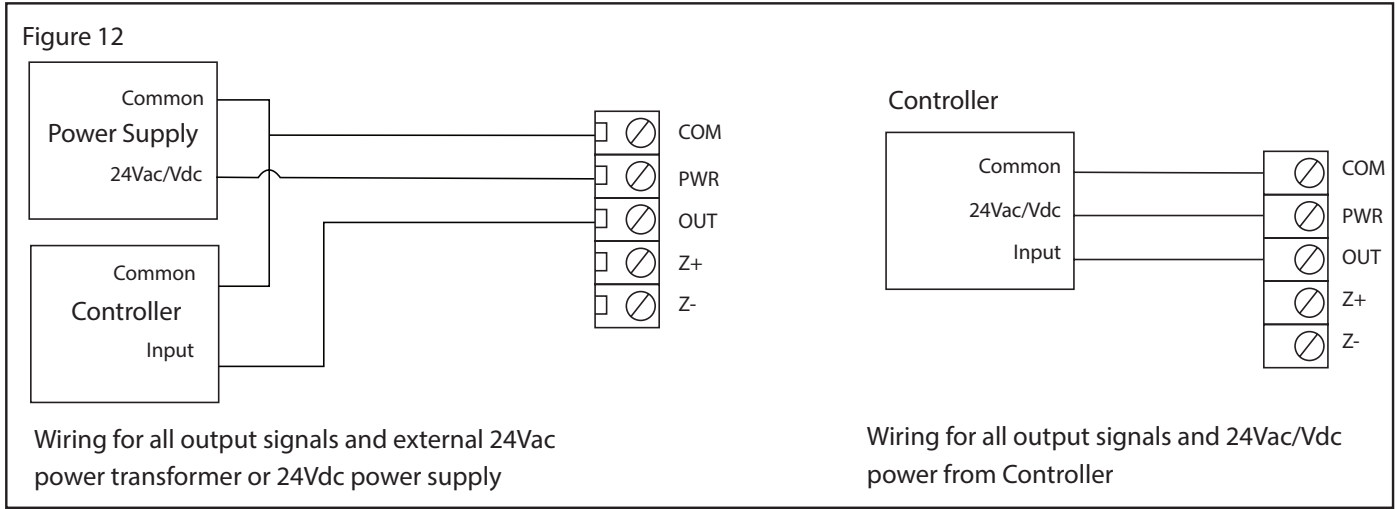 Figure 12
Common
Power Supply
24Vac/Vdc
Common
Controller
Input
COM
PWR
OUT
Z+
Z-
Wiring for all output signals and external 24Vac
power transformer or 24Vdc power supply
Controller
Common
24Vac/Vdc
Input
COM
PWR
OUT
Z+
Z-
Wiring for all output signals and 24Vac/Vdc
power from Controller